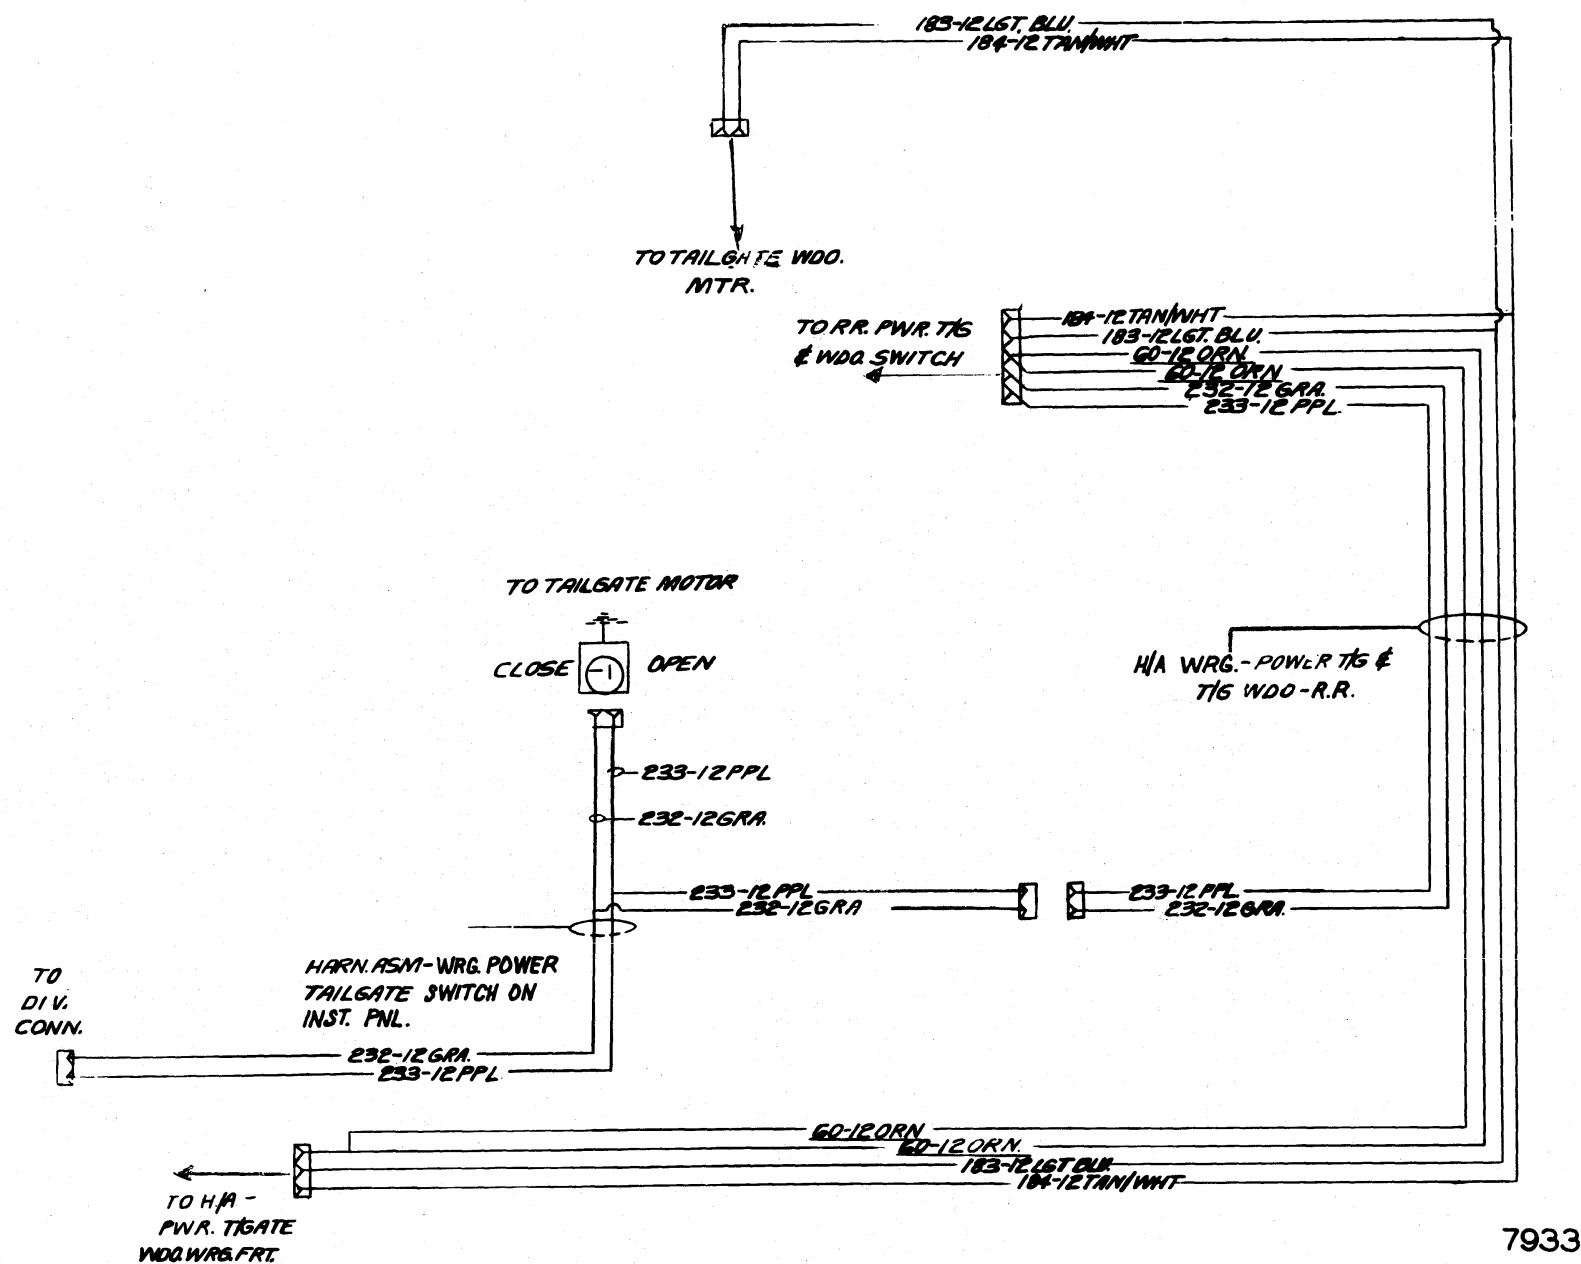 183-12 LGT. BLU.
184-12 TAN/WHT
TO TAILGATE WDO.
MTR.
TO RR. PWR. T/G
& WDO. SWITCH
184-12 TAN/WHT
183-12 LGT. BLU.
60-12 ORN.
60-12 ORN
232-12 GRA.
233-12 PPL.
TO TAILGATE MOTOR
CLOSE
OPEN
H/A WRG.-POWER T/G &
T/G WDO-R.R.
233-12 PPL
232-12 GRA.
233-12 PPL
232-12 GRA
233-12 PPL.
232-12 GRA.
HARN. ASM-WRG. POWER
TAILGATE SWITCH ON
INST. PNL.
TO
DIV.
CONN.
232-12 GRA.
233-12 PPL
60-12 ORN
60-12 ORN.
183-12 LGT BLU.
184-12 TAN/WHT
TO H/A -
PWR. T/GATE
WDO. WRG. FRT.
7933